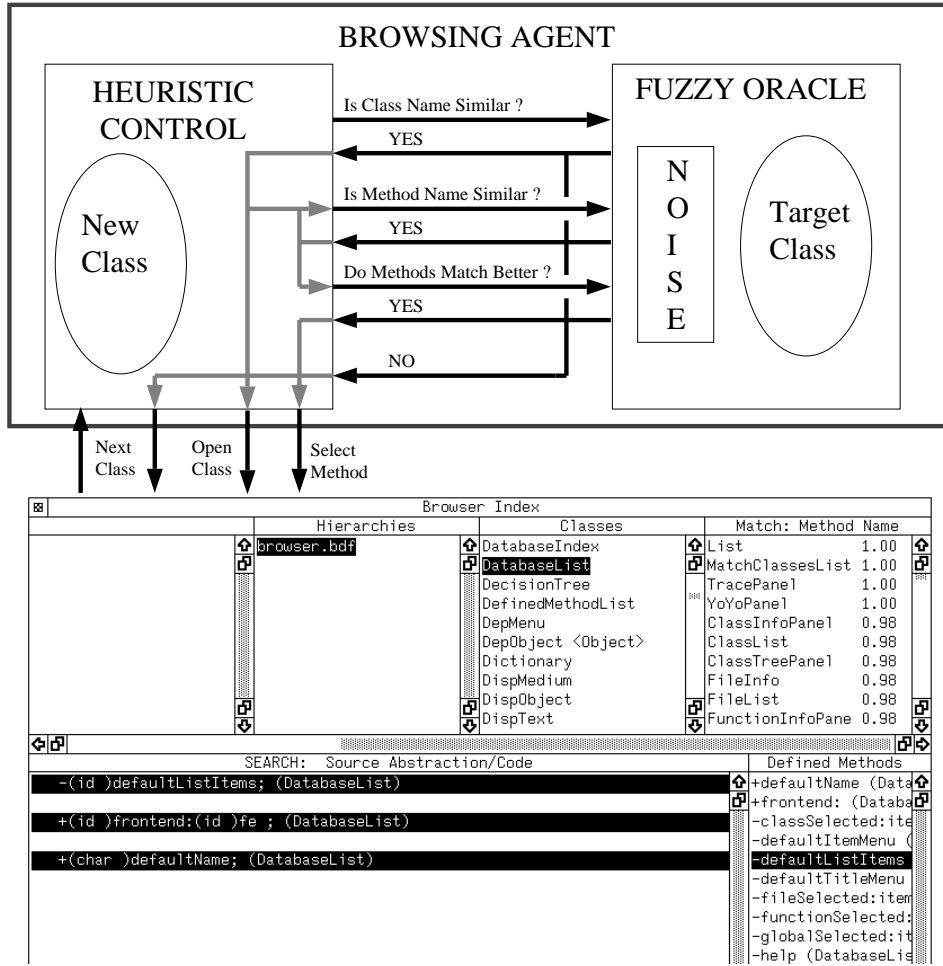 BROWSING AGENT
HEURISTIC
CONTROL
New
Class
Is Class Name Similar ?
YES
Is Method Name Similar ?
YES
Do Methods Match Better ?
YES
NO
FUZZY ORACLE
N
O
I
S
E
Target
Class
Next
Class
Open
Class
Select
Method
Browser Index
Hierarchies
Classes
Match: Method Name
browser.bdf
DatabaseIndex
DatabaseList
DecisionTree
DefinedMethodList
DepMenu
DepObject <Object>
Dictionary
DispMedium
DispObject
DispText
List 1.00
MatchClassesList 1.00
TracePanel 1.00
YoYoPanel 1.00
ClassInfoPanel 0.98
ClassList 0.98
ClassTreePanel 0.98
FileInfo 0.98
FileList 0.98
FunctionInfoPane 0.98
SEARCH: Source Abstraction/Code
Defined Methods
-(id )defaultListItems; (DatabaseList)
+(id )frontend:(id )fe ; (DatabaseList)
+(char )defaultName; (DatabaseList)
+defaultName (Data
+frontend: (Databa
-classSelected:ite
-defaultItemMenu (
-defaultListItems
-defaultTitleMenu
-fileSelected:item
-functionSelected:
-globalSelected:it
-help (DatabaseLis